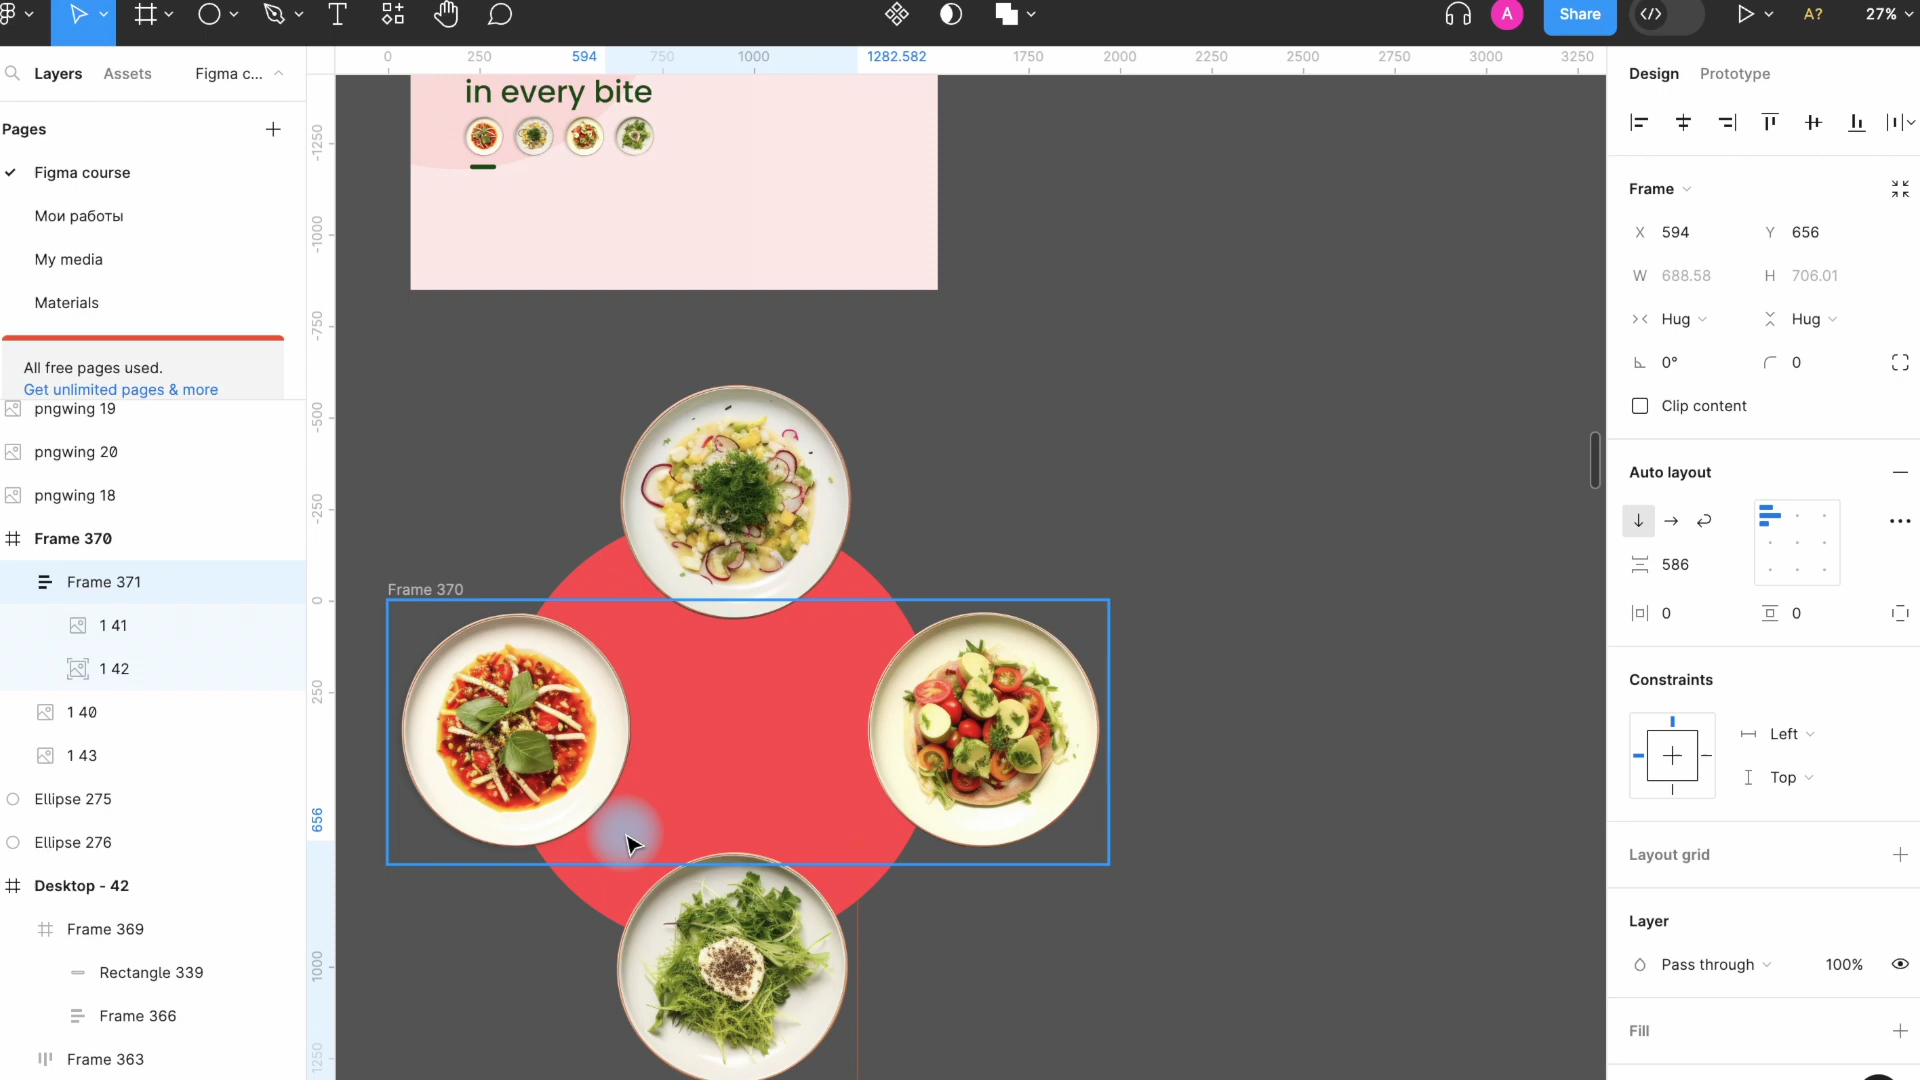 A
Share
A?
27%
Layers
Assets
Figma c...
Design
Prototype
0
250
594
750
1000
1282.582
1750
2000
2250
2500
2750
3000
3250
Pages
Figma course
Мои работы
My media
Materials
All free pages used.
Get unlimited pages & more
pngwing 19
pngwing 20
pngwing 18
Frame 370
Frame 371
1 41
1 42
1 40
1 43
Ellipse 275
Ellipse 276
Desktop - 42
Frame 369
Rectangle 339
Frame 366
Frame 363
-1250
-1000
-750
-500
-250
0
250
656
1000
1250
in every bite
Frame 370
Frame
X 594
Y 656
W 688.58
H 706.01
Hug
Hug
0°
0
Clip content
Auto layout
586
0
0
Constraints
Left
Top
Layout grid
Layer
Pass through
100%
Fill